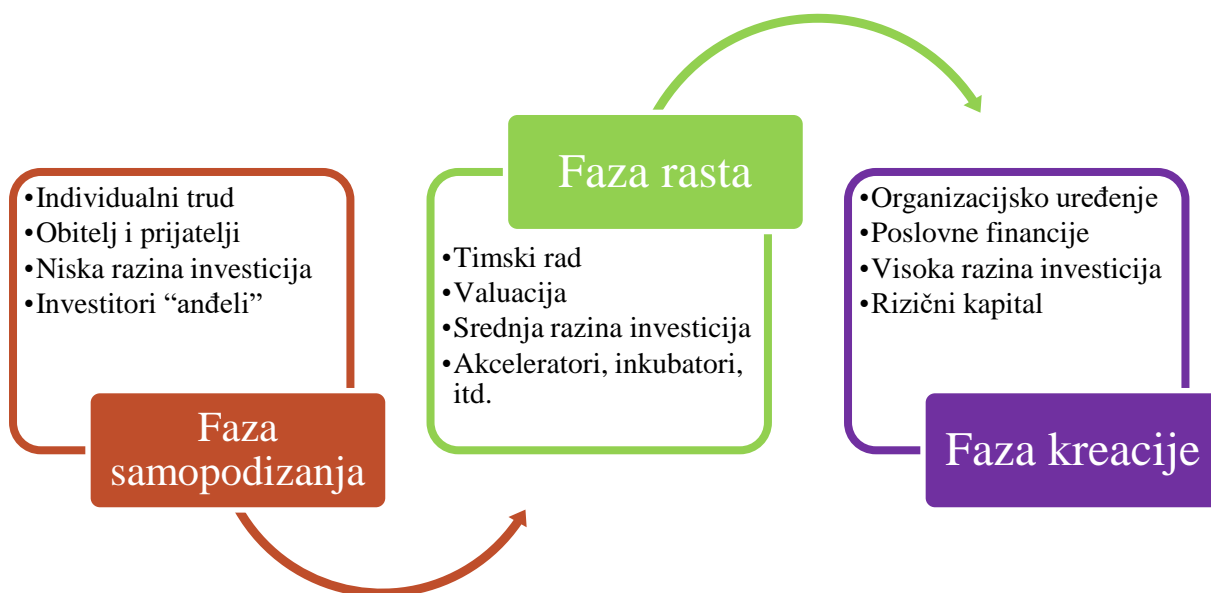 •Individualni trud
•Obitelj i prijatelji
•Niska razina investicija
•Investitori “anđeli”
Faza
samopodizanja
Faza rasta
•Timski rad
•Valuacija
•Srednja razina investicija
•Akceleratori, inkubatori,
itd.
•Organizacijsko uređenje
•Poslovne financije
•Visoka razina investicija
•Rizični kapital
Faza kreacije